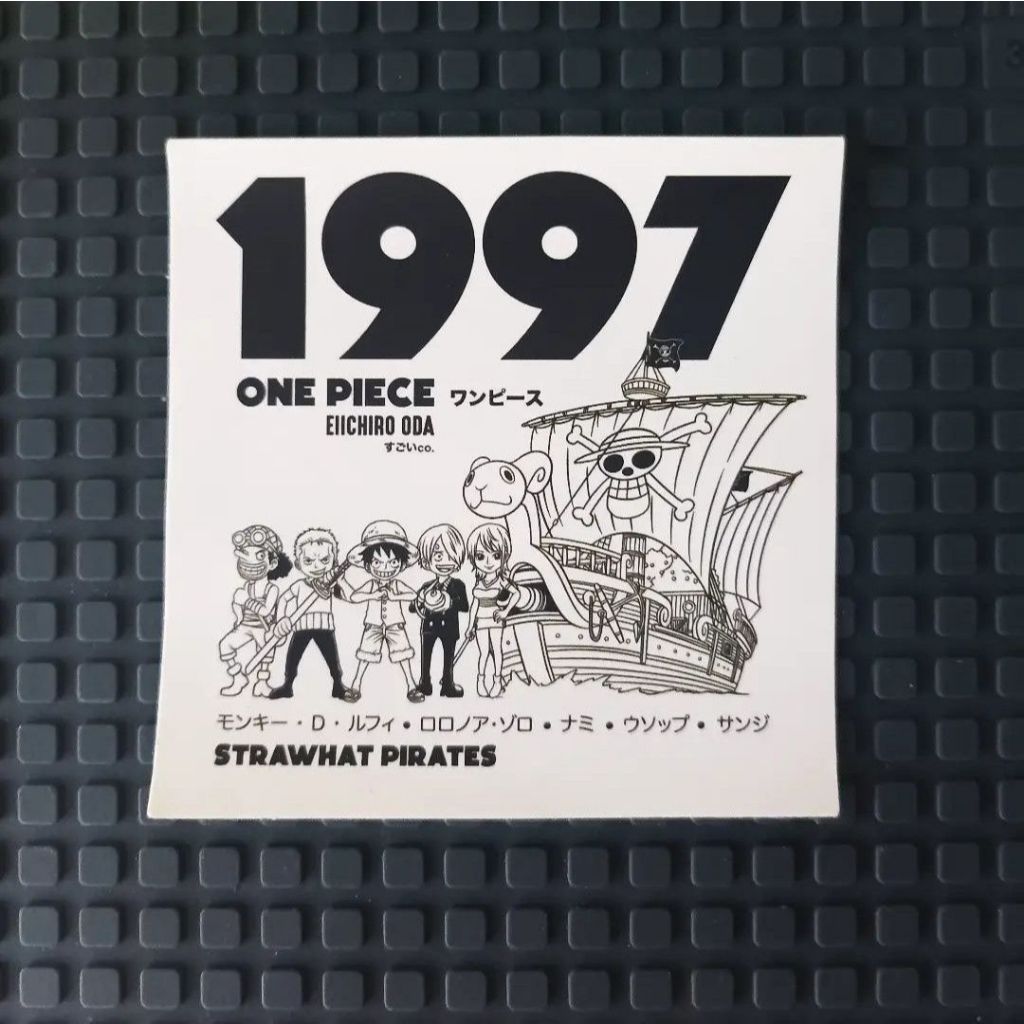 1997
ONE PIECE ワンピース
EIICHIRO ODA
すごいco.
モンキー・D・ルフィ • ロロノア・ゾロ • ナミ • ウソップ • サンジ
STRAWHAT PIRATES